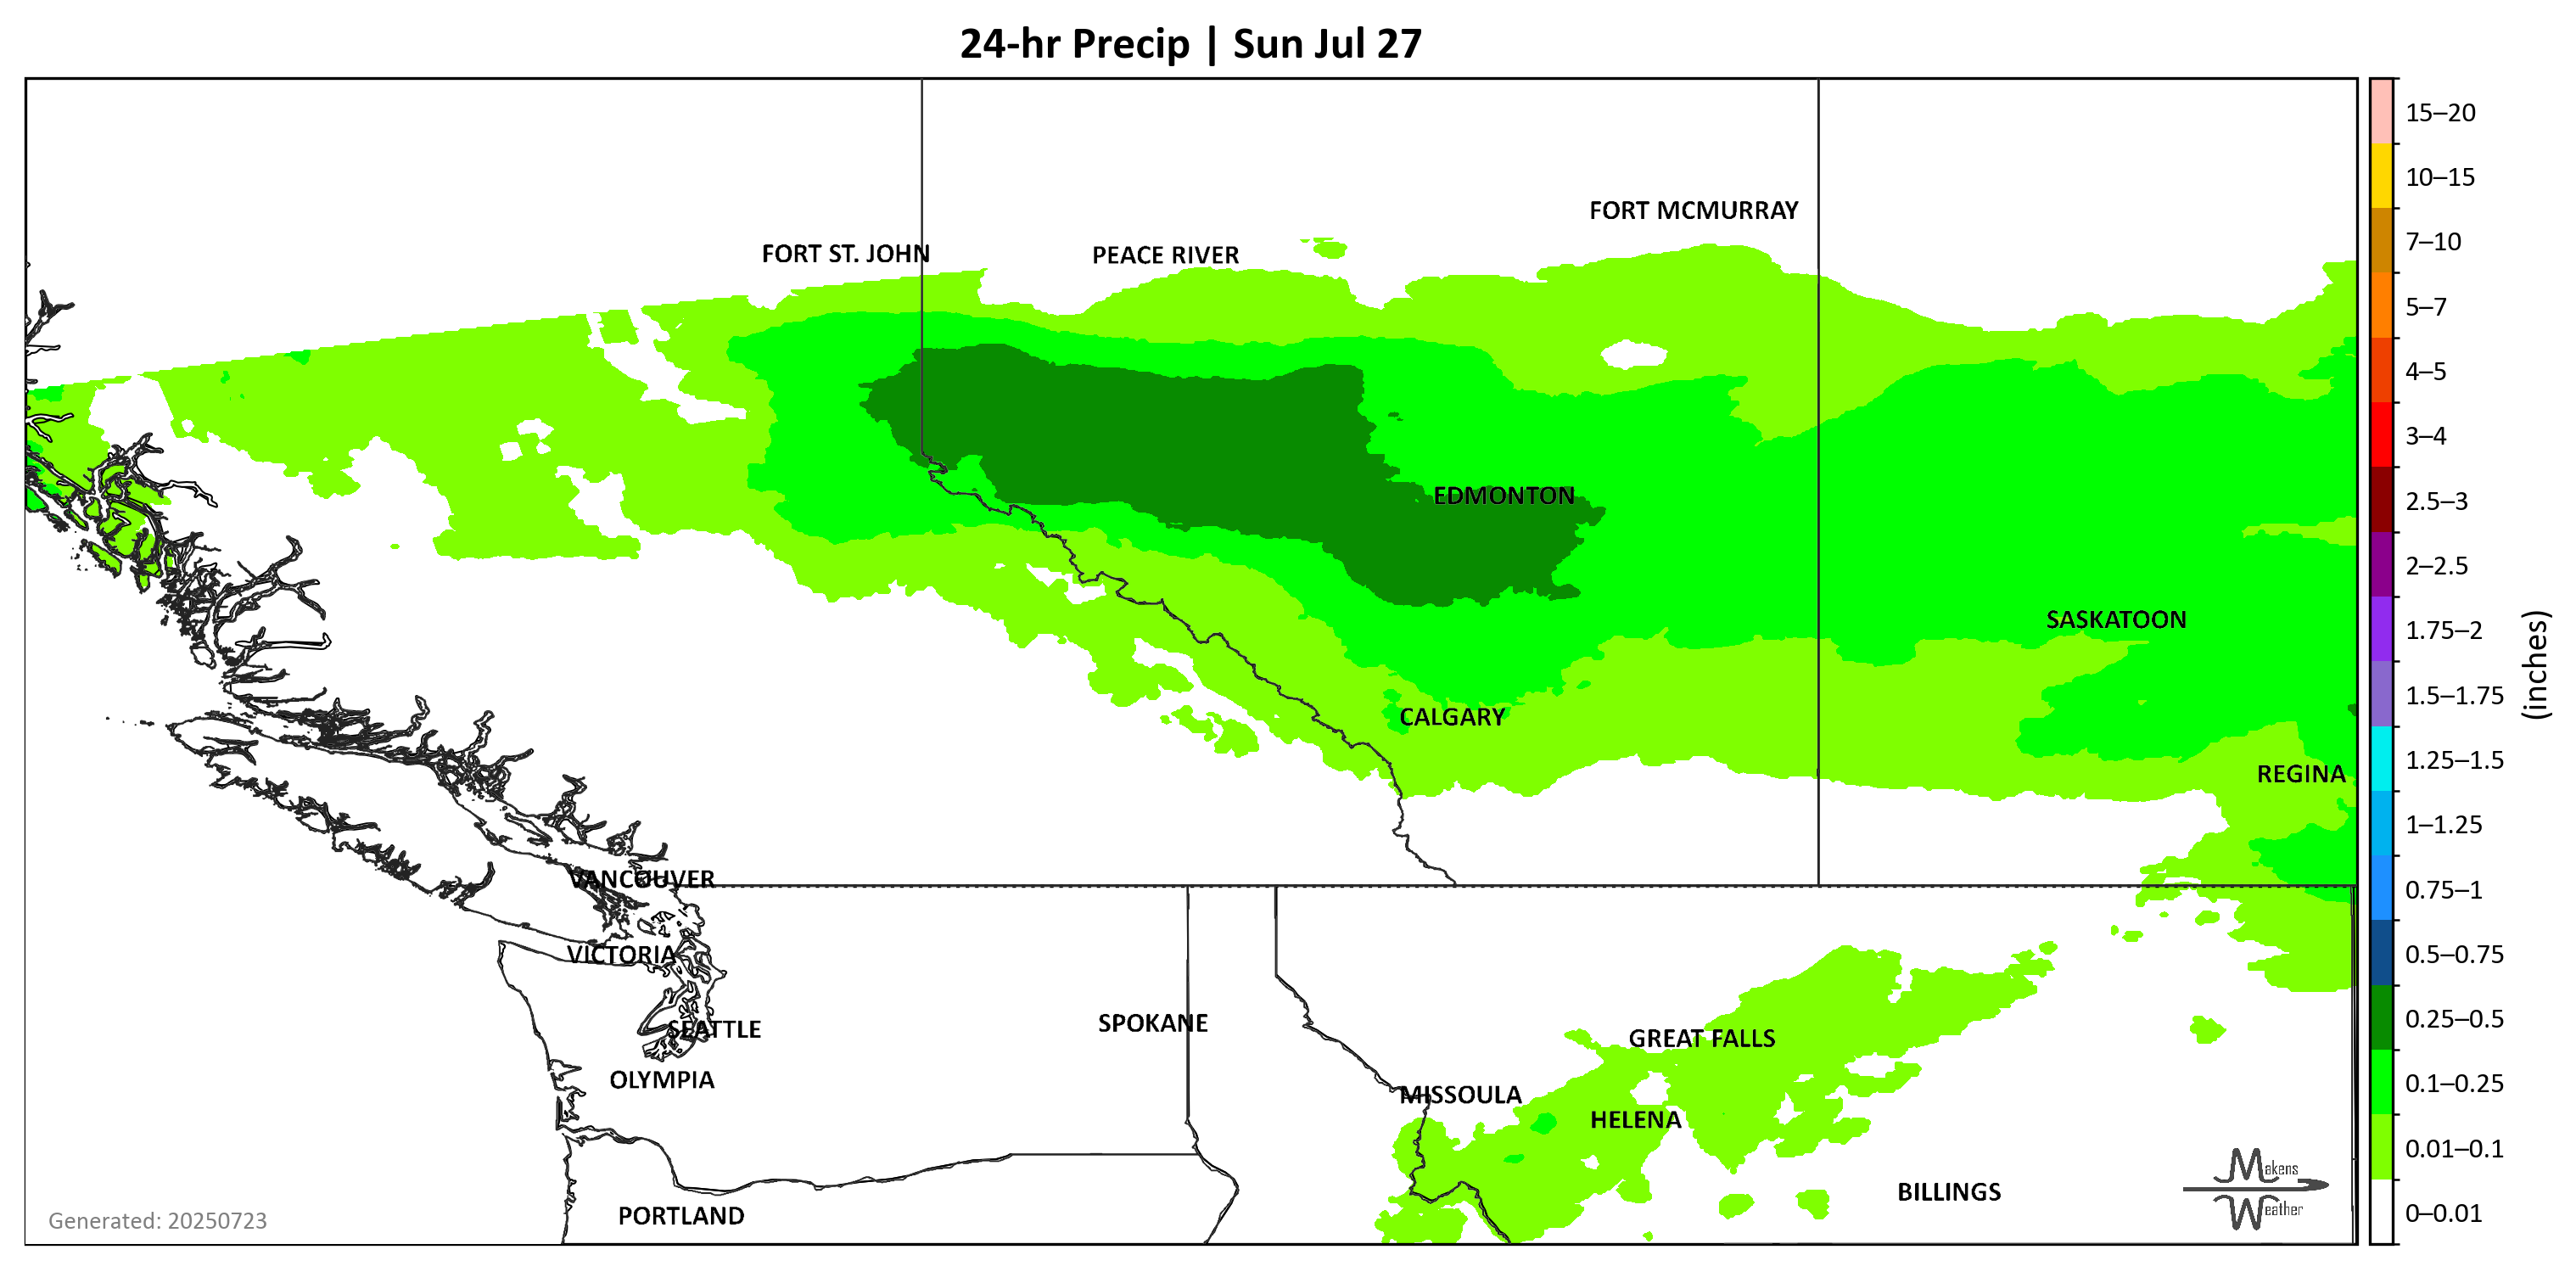 24-hr Precip | Sun Jul 27
15–20
10–15
7–10
5–7
4–5
3–4
2.5–3
2–2.5
1.75–2
1.5–1.75
1.25–1.5
1–1.25
0.75–1
0.5–0.75
0.25–0.5
0.1–0.25
0.01–0.1
0–0.01
(inches)
FORT MCMURRAY
FORT ST. JOHN
PEACE RIVER
EDMONTON
SASKATOON
CALGARY
REGINA
VANCOUVER
VICTORIA
SPOKANE
SEATTLE
GREAT FALLS
OLYMPIA
MISSOULA
HELENA
BILLINGS
PORTLAND
Generated: 20250723
Makens
Weather